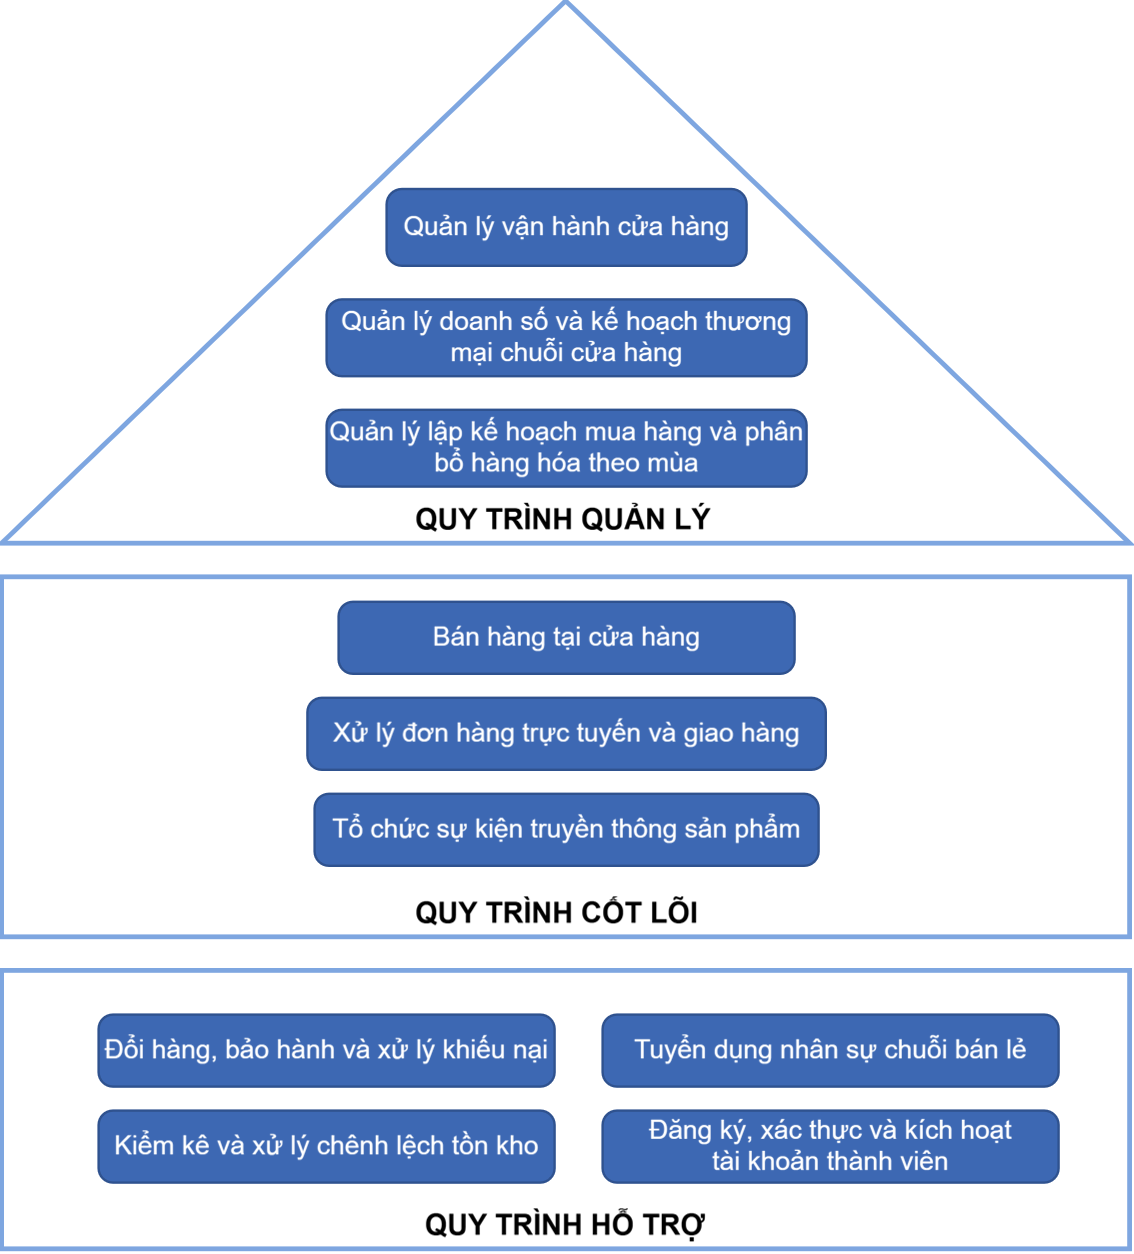 Quản lý vận hành cửa hàng
Quản lý doanh số và kế hoạch thương
mại chuỗi cửa hàng
Quản lý lập kế hoạch mua hàng và phân
bổ hàng hóa theo mùa
QUY TRÌNH QUẢN LÝ
Bán hàng tại cửa hàng
Xử lý đơn hàng trực tuyến và giao hàng
Tổ chức sự kiện truyền thông sản phẩm
QUY TRÌNH CỐT LÕI
Đổi hàng, bảo hành và xử lý khiếu nại
Tuyển dụng nhân sự chuỗi bán lẻ
Kiểm kê và xử lý chênh lệch tồn kho
Đăng ký, xác thực và kích hoạt
tài khoản thành viên
QUY TRÌNH HỖ TRỢ